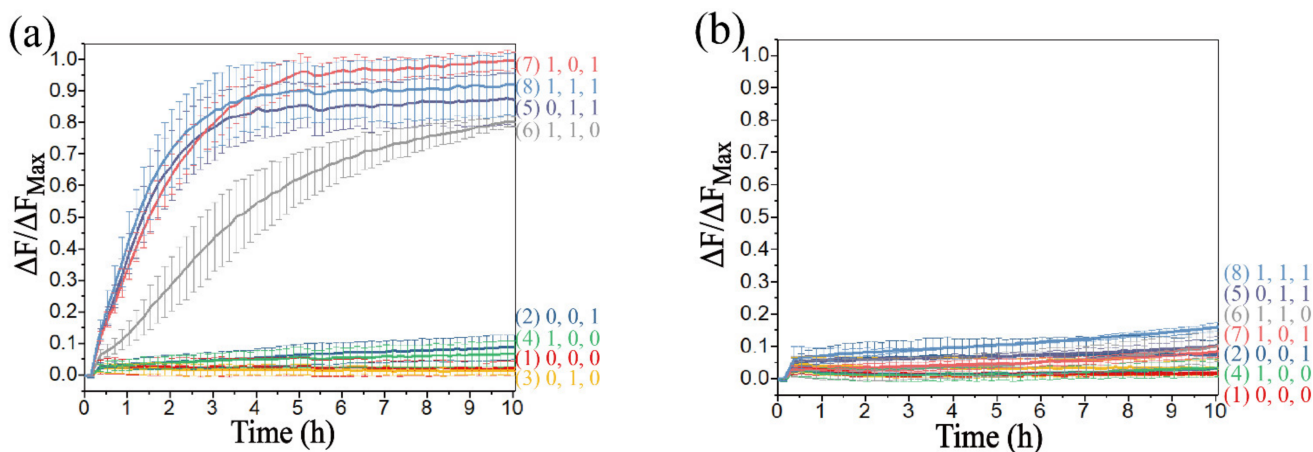 (a)
ΔF/ΔFMax
1.0
0.9
0.8
0.7
0.6
0.5
0.4
0.3
0.2
0.1
0.0
0 1 2 3 4 5 6 7 8 9 10
Time (h)
(7) 1, 0, 1
(8) 1, 1, 1
(5) 0, 1, 1
(6) 1, 1, 0
(2) 0, 0, 1
(4) 1, 0, 0
(1) 0, 0, 0
(3) 0, 1, 0
(b)
ΔF/ΔFMax
1.0
0.9
0.8
0.7
0.6
0.5
0.4
0.3
0.2
0.1
0.0
0 1 2 3 4 5 6 7 8 9 10
Time (h)
(8) 1, 1, 1
(5) 0, 1, 1
(6) 1, 1, 0
(7) 1, 0, 1
(2) 0, 0, 1
(4) 1, 0, 0
(1) 0, 0, 0